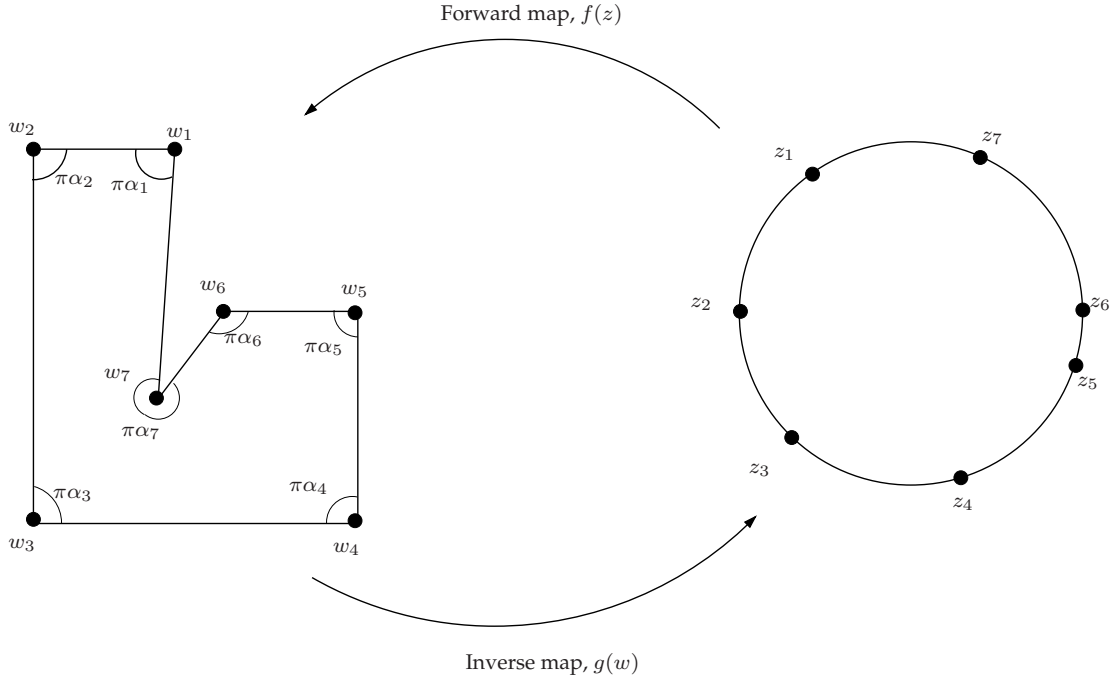 Forward map, f(z)
w₂
w₁
πα₂
πα₁
w₆
w₅
πα₆
πα₅
w₇
πα₇
πα₃
πα₄
w₃
w₄
z₁
z₇
z₂
z₆
z₅
z₃
z₄
Inverse map, g(w)